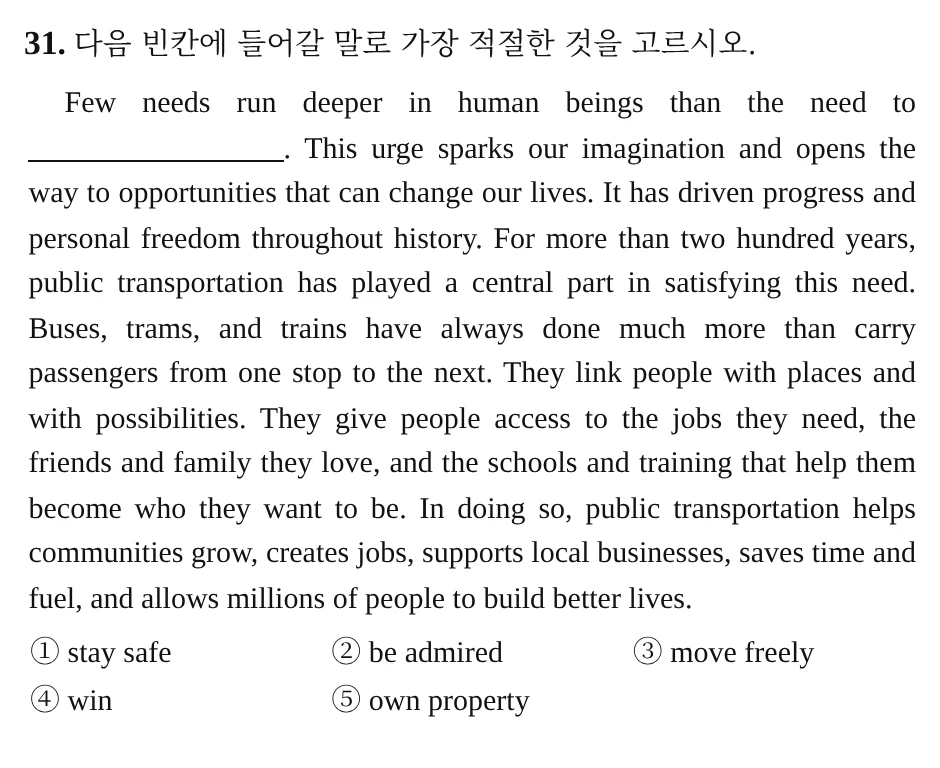 31. 다음 빈칸에 들어갈 말로 가장 적절한 것을 고르시오.
Few needs run deeper in human beings than the need to
________________. This urge sparks our imagination and opens the
way to opportunities that can change our lives. It has driven progress and
personal freedom throughout history. For more than two hundred years,
public transportation has played a central part in satisfying this need.
Buses, trams, and trains have always done much more than carry
passengers from one stop to the next. They link people with places and
with possibilities. They give people access to the jobs they need, the
friends and family they love, and the schools and training that help them
become who they want to be. In doing so, public transportation helps
communities grow, creates jobs, supports local businesses, saves time and
fuel, and allows millions of people to build better lives.
① stay safe ② be admired ③ move freely
④ win ⑤ own property